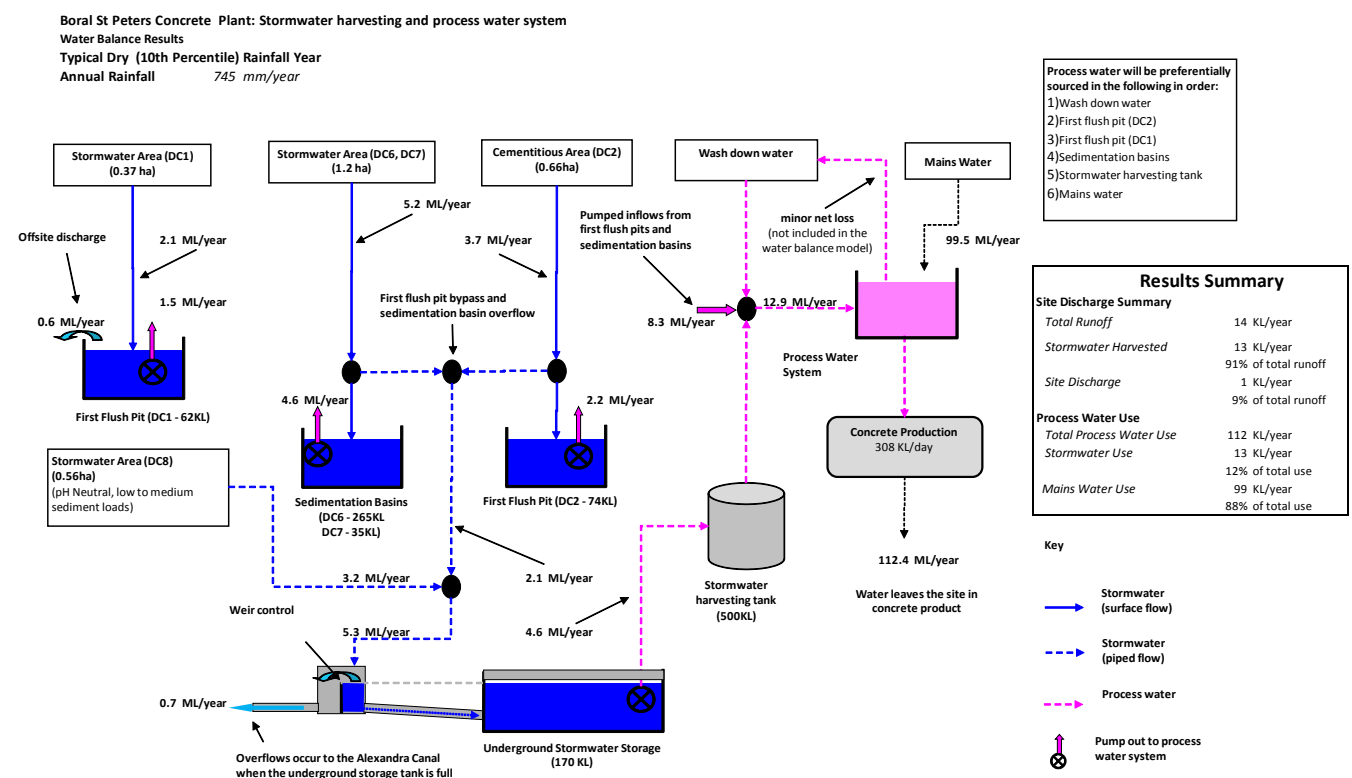 Boral St Peters Concrete Plant: Stormwater harvesting and process water system
Water Balance Results
Typical Dry (10th Percentile) Rainfall Year
Annual Rainfall 745 mm/year
Process water will be preferentially
sourced in the following in order:
1)Wash down water
2)First flush pit (DC2)
3)First flush pit (DC1)
4)Sedimentation basins
5)Stormwater harvesting tank
6)Mains water
Stormwater Area (DC1)
(0.37 ha)
Stormwater Area (DC6, DC7)
(1.2 ha)
Cementitious Area (DC2)
(0.66ha)
Wash down water
Mains Water
5.2 ML/year
Offsite discharge
2.1 ML/year
3.7 ML/year
Pumped inflows from
first flush pits and
sedimentation basins
minor net loss
(not included in the
water balance model)
99.5 ML/year
1.5 ML/year
0.6 ML/year
First flush pit bypass and
sedimentation basin overflow
8.3 ML/year
12.9 ML/year
Process Water
System
First Flush Pit (DC1 - 62KL)
4.6 ML/year
2.2 ML/year
Concrete Production
308 KL/day
Stormwater Area (DC8)
(0.56ha)
(pH Neutral, low to medium
sediment loads)
Sedimentation Basins
(DC6 - 265KL
DC7 - 35KL)
First Flush Pit (DC2 - 74KL)
112.4 ML/year
Water leaves the site in
concrete product
3.2 ML/year
2.1 ML/year
Stormwater
harvesting tank
(500KL)
Weir control
5.3 ML/year
4.6 ML/year
0.7 ML/year
Underground Stormwater Storage
(170 KL)
Overflows occur to the Alexandra Canal
when the underground storage tank is full
Results Summary
Site Discharge Summary
Total Runoff 14 KL/year
Stormwater Harvested 13 KL/year
91% of total runoff
Site Discharge 1 KL/year
9% of total runoff
Process Water Use
Total Process Water Use 112 KL/year
Stormwater Use 13 KL/year
12% of total use
Mains Water Use 99 KL/year
88% of total use
Key
Stormwater
(surface flow)
Stormwater
(piped flow)
Process water
Pump out to process
water system